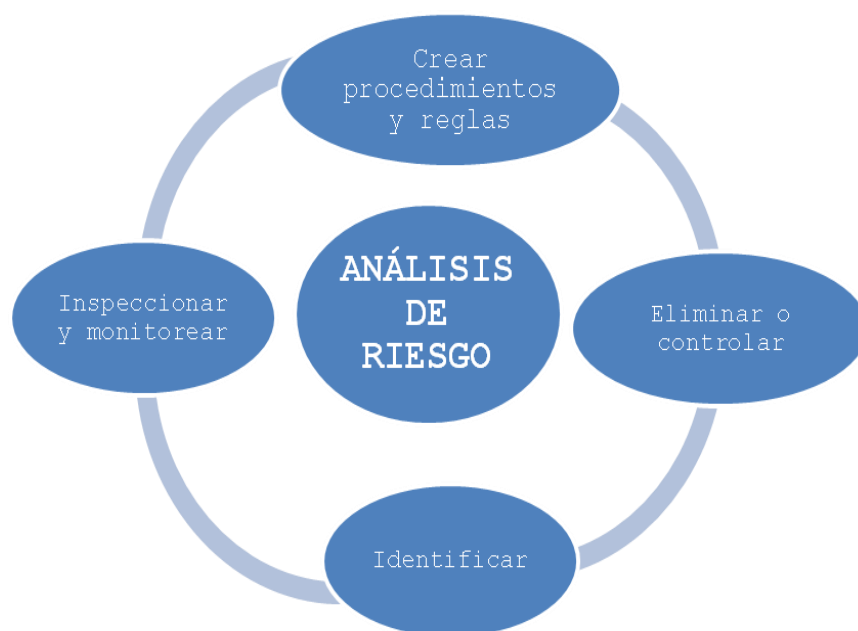 Crear
procedimientos
y reglas
ANÁLISIS
DE
RIESGO
Inspeccionar
y monitorear
Eliminar o
controlar
Identificar